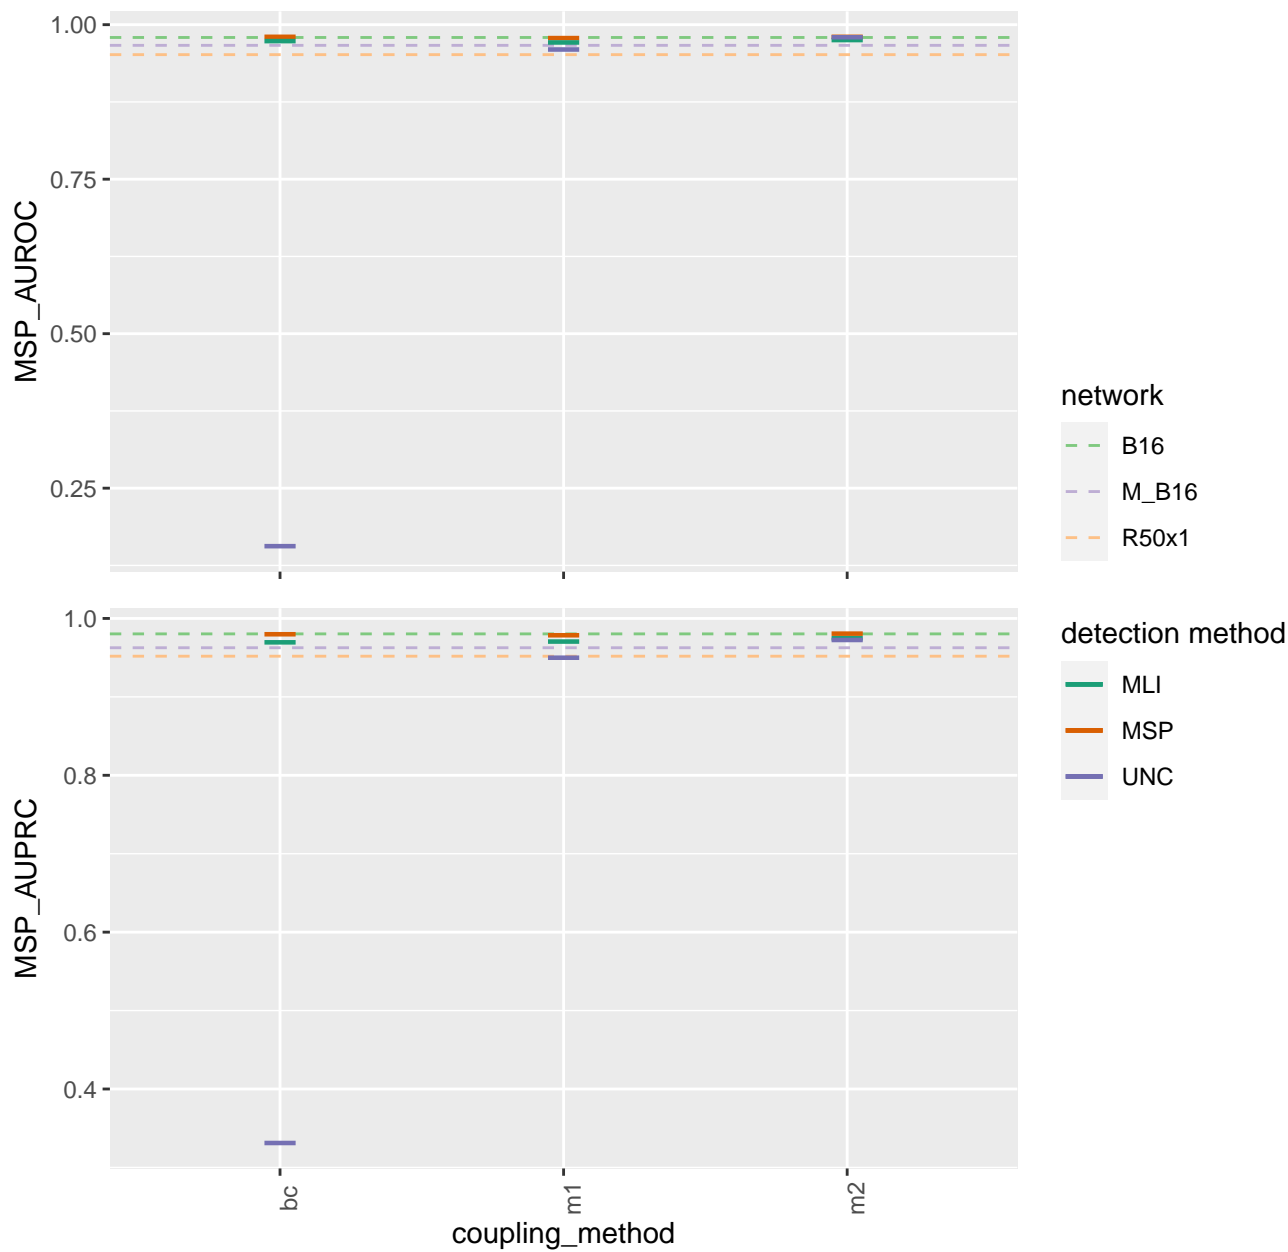 MSP_AUROC
1.00
0.75
0.50
0.25
MSP_AUPRC
1.0
0.8
0.6
0.4
bc
m1
m2
coupling_method
network
B16
M_B16
R50x1
detection method
MLI
MSP
UNC